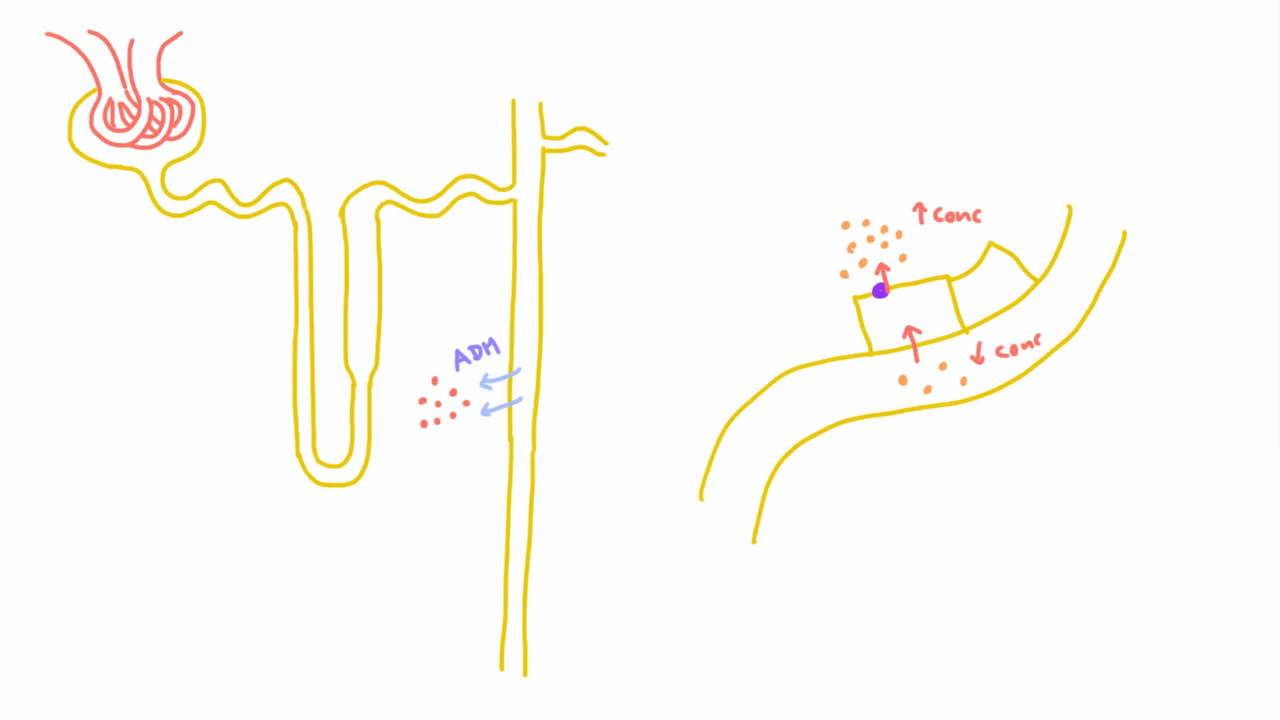 ADH
↑ conc
↓ conc